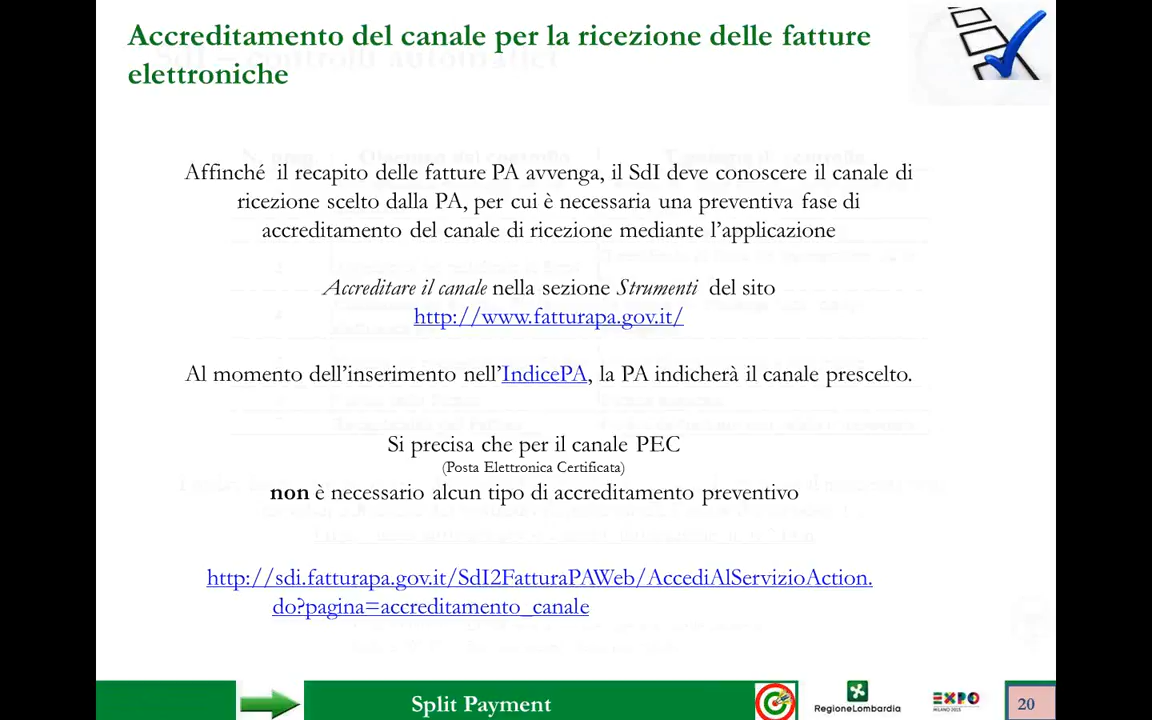 Accreditamento del canale per la ricezione delle fatture
elettroniche
Affinché il recapito delle fatture PA avvenga, il SdI deve conoscere il canale di
ricezione scelto dalla PA, per cui è necessaria una preventiva fase di
accreditamento del canale di ricezione mediante l’applicazione
Accreditare il canale nella sezione Strumenti del sito
http://www.fatturapa.gov.it/
Al momento dell’inserimento nell’IndicePA, la PA indicherà il canale prescelto.
Si precisa che per il canale PEC
(Posta Elettronica Certificata)
non è necessario alcun tipo di accreditamento preventivo
http://sdi.fatturapa.gov.it/SdI2FatturaPAWeb/AccediAlServizioAction.
do?pagina=accreditamento_canale
Split Payment
RegioneLombardia
EXPO
MILANO 2015
20